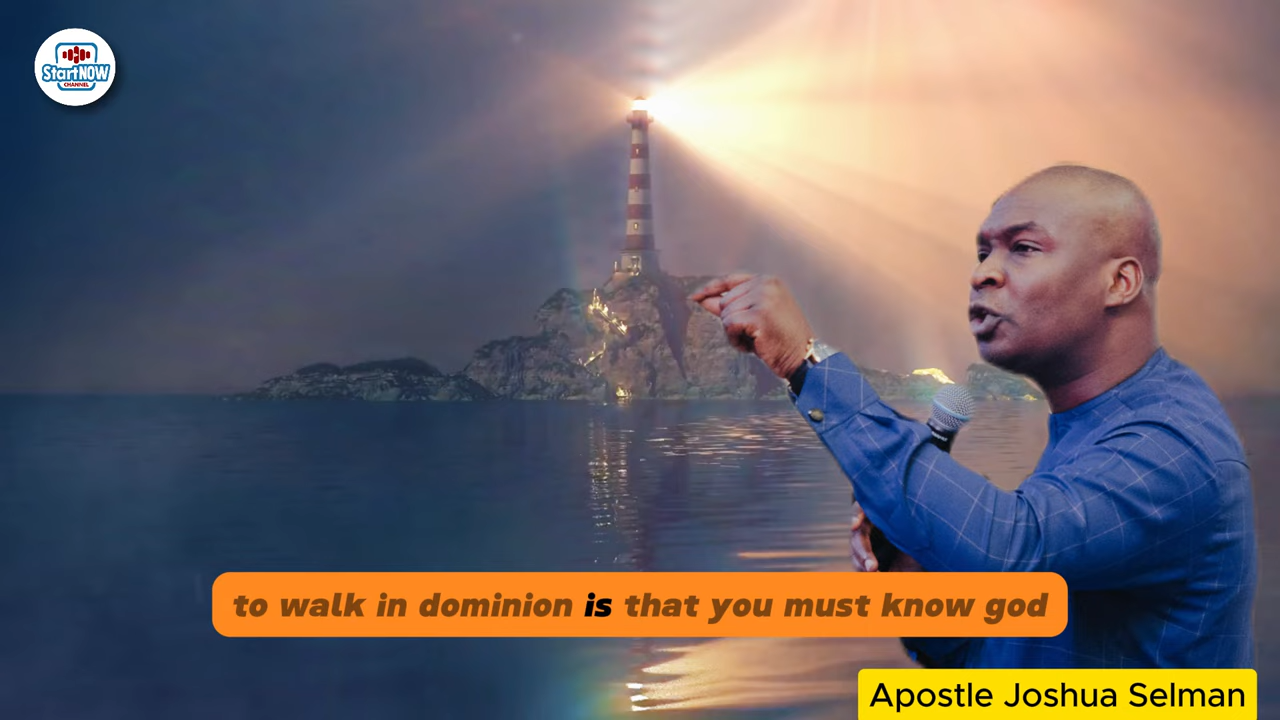 StartNOW
CHANNEL
to walk in dominion is that you must know god
Apostle Joshua Selman